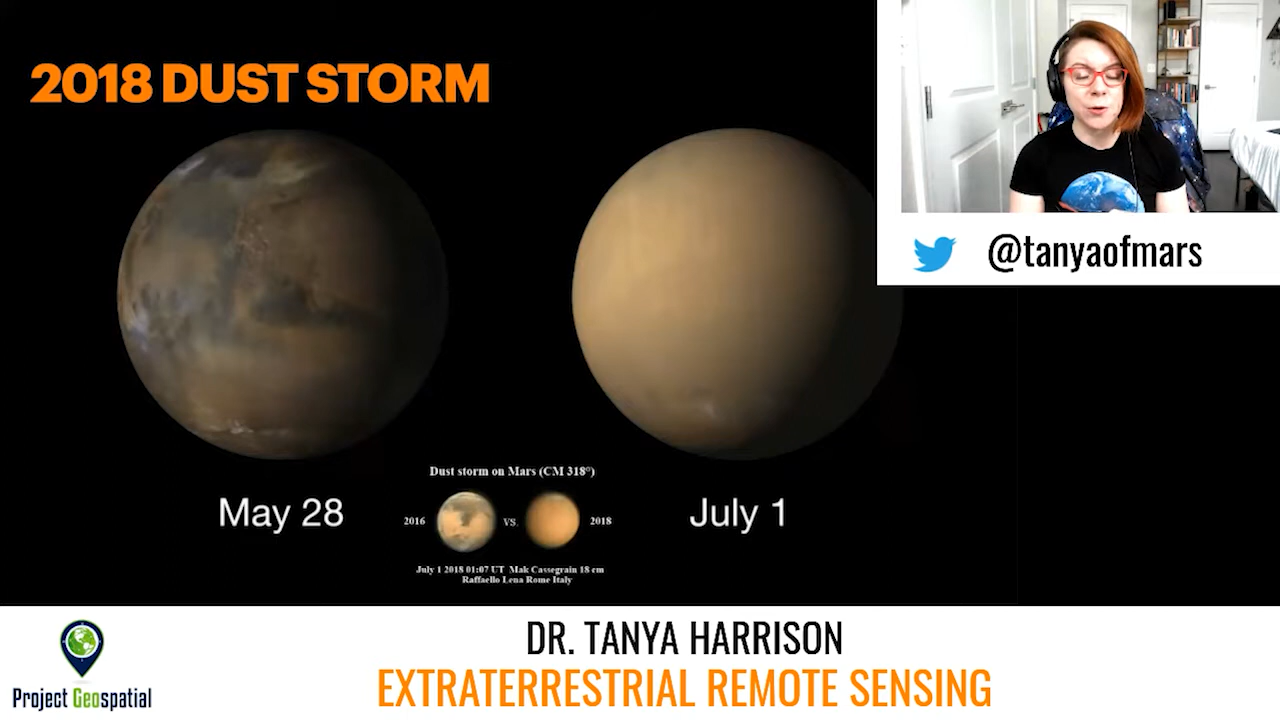 2018 DUST STORM
@tanyaofmars
Dust storm on Mars (CM 318°)
May 28
2016
VS.
2018
July 1
July 1 2018 01:07 UT Mak Cassegrain 18 cm
Raffaello Lena Rome Italy
DR. TANYA HARRISON
EXTRATERRESTRIAL REMOTE SENSING
Project Geospatial